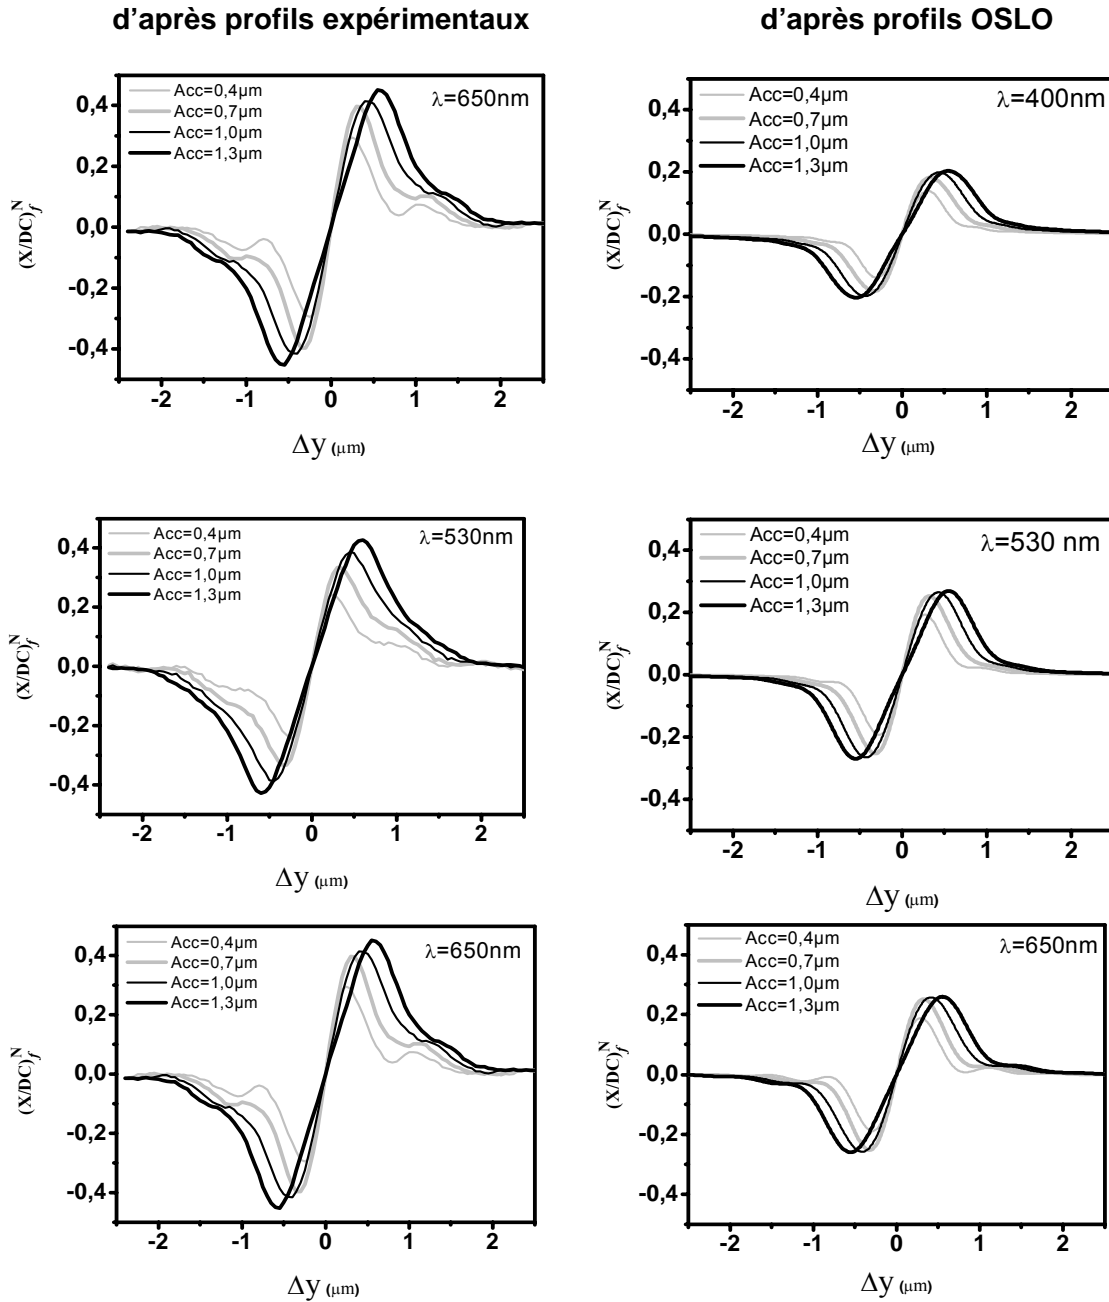 d'après profils expérimentaux
d'après profils OSLO
Acc=0,4µm
Acc=0,7µm
Acc=1,0µm
Acc=1,3µm
λ=650nm
0,4
0,2
0,0
-0,2
-0,4
(X/DC)_f^N
-2 -1 0 1 2
Δy (µm)
Acc=0,4µm
Acc=0,7µm
Acc=1,0µm
Acc=1,3µm
λ=400nm
0,4
0,2
0,0
-0,2
-0,4
(X/DC)_f^N
-2 -1 0 1 2
Δy (µm)
Acc=0,4µm
Acc=0,7µm
Acc=1,0µm
Acc=1,3µm
λ=530nm
0,4
0,2
0,0
-0,2
-0,4
(X/DC)_f^N
-2 -1 0 1 2
Δy (µm)
Acc=0,4µm
Acc=0,7µm
Acc=1,0µm
Acc=1,3µm
λ=530 nm
0,4
0,2
0,0
-0,2
-0,4
(X/DC)_f^N
-2 -1 0 1 2
Δy (µm)
Acc=0,4µm
Acc=0,7µm
Acc=1,0µm
Acc=1,3µm
λ=650nm
0,4
0,2
0,0
-0,2
-0,4
(X/DC)_f^N
-2 -1 0 1 2
Δy (µm)
Acc=0,4µm
Acc=0,7µm
Acc=1,0µm
Acc=1,3µm
λ=650nm
0,4
0,2
0,0
-0,2
-0,4
(X/DC)_f^N
-2 -1 0 1 2
Δy (µm)